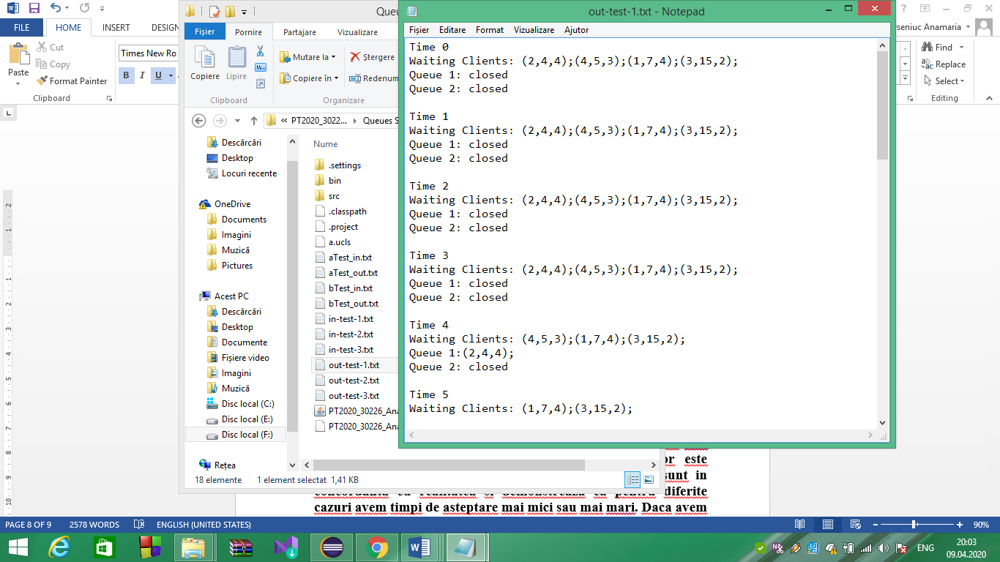 FILE
HOME
INSERT
DESIG
Cut
Copy
Format Painter
Paste
Clipboard
Times New Ro
B I U
Queu
Fișier
Pornire
Partajare
Vizualizare
Copiere
Lipire
Clipboard
Mutare la
Copiere în
Ștergere
Redenum
Organizare
PT2020_3022...
Queues S
Nume
Descărcări
Desktop
Locuri recente
OneDrive
Documents
Imagini
Muzică
Pictures
Acest PC
Descărcări
Desktop
Documente
Fișiere video
Imagini
Muzică
Disc local (C:)
Disc local (E:)
Disc local (F:)
Rețea
.settings
bin
src
.classpath
.project
a.ucls
aTest_in.txt
aTest_out.txt
bTest_in.txt
bTest_out.txt
in-test-1.txt
in-test-2.txt
in-test-3.txt
out-test-1.txt
out-test-2.txt
out-test-3.txt
PT2020_30226_Ana
PT2020_30226_Ana
18 elemente
1 element selectat 1,41 KB
out-test-1.txt - Notepad
Fișier Editare Format Vizualizare Ajutor
Time 0
Waiting Clients: (2,4,4);(4,5,3);(1,7,4);(3,15,2);
Queue 1: closed
Queue 2: closed
Time 1
Waiting Clients: (2,4,4);(4,5,3);(1,7,4);(3,15,2);
Queue 1: closed
Queue 2: closed
Time 2
Waiting Clients: (2,4,4);(4,5,3);(1,7,4);(3,15,2);
Queue 1: closed
Queue 2: closed
Time 3
Waiting Clients: (2,4,4);(4,5,3);(1,7,4);(3,15,2);
Queue 1: closed
Queue 2: closed
Time 4
Waiting Clients: (4,5,3);(1,7,4);(3,15,2);
Queue 1:(2,4,4);
Queue 2: closed
Time 5
Waiting Clients: (1,7,4);(3,15,2);
rseniuc Anamaria
Find
Replace
Select
Editing
or este
sunt in
diferite
cazuri avem timpi de asteptare mai mici sau mai mari. Daca avem
PAGE 8 OF 9
2578 WORDS
ENGLISH (UNITED STATES)
90%
ENG
20:03
09.04.2020